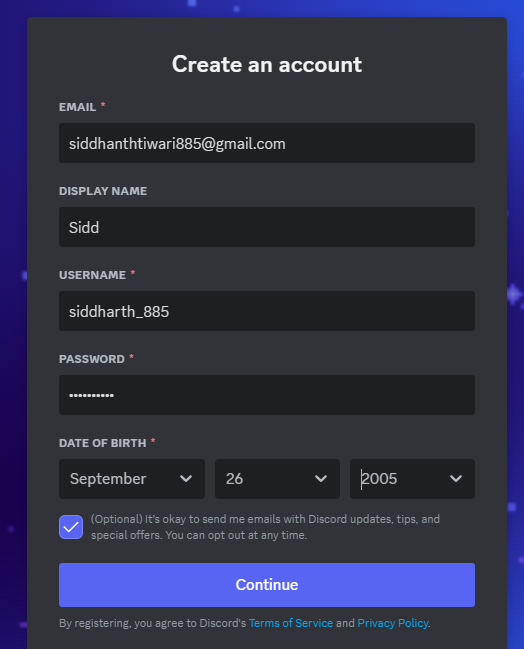 Create an account
EMAIL *
siddhanthtiwari885@gmail.com
DISPLAY NAME
Sidd
USERNAME *
siddharth_885
PASSWORD *
••••••••••
DATE OF BIRTH *
September 26 2005
(Optional) It's okay to send me emails with Discord updates, tips, and
special offers. You can opt out at any time.
Continue
By registering, you agree to Discord's Terms of Service and Privacy Policy.